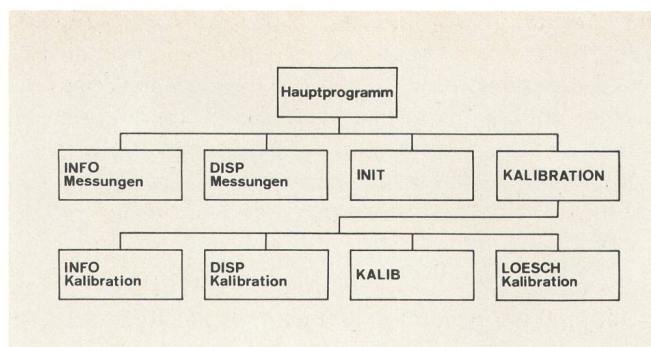 Hauptprogramm
INFO
Messungen
DISP
Messungen
INIT
KALIBRATION
INFO
Kalibration
DISP
Kalibration
KALIB
LOESCH
Kalibration